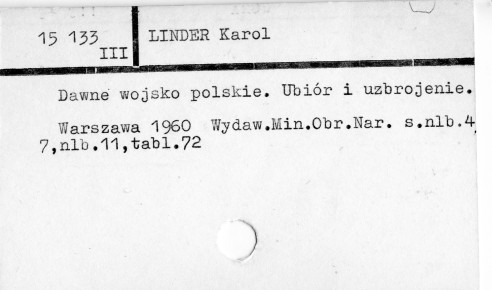 15 133
III
LINDER Karol
Dawne wojsko polskie. Ubiór i uzbrojenie.
Warszawa 1960 Wydaw.Min.Obr.Nar. s.nlb.4
7,nlb.11,tabl.72